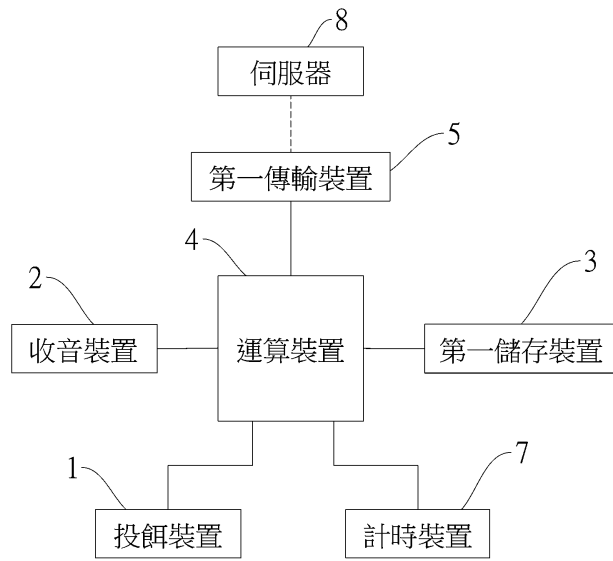 8
伺服器
5
第一傳輸裝置
4
2
3
收音裝置
運算裝置
第一儲存裝置
1
7
投餌裝置
計時裝置